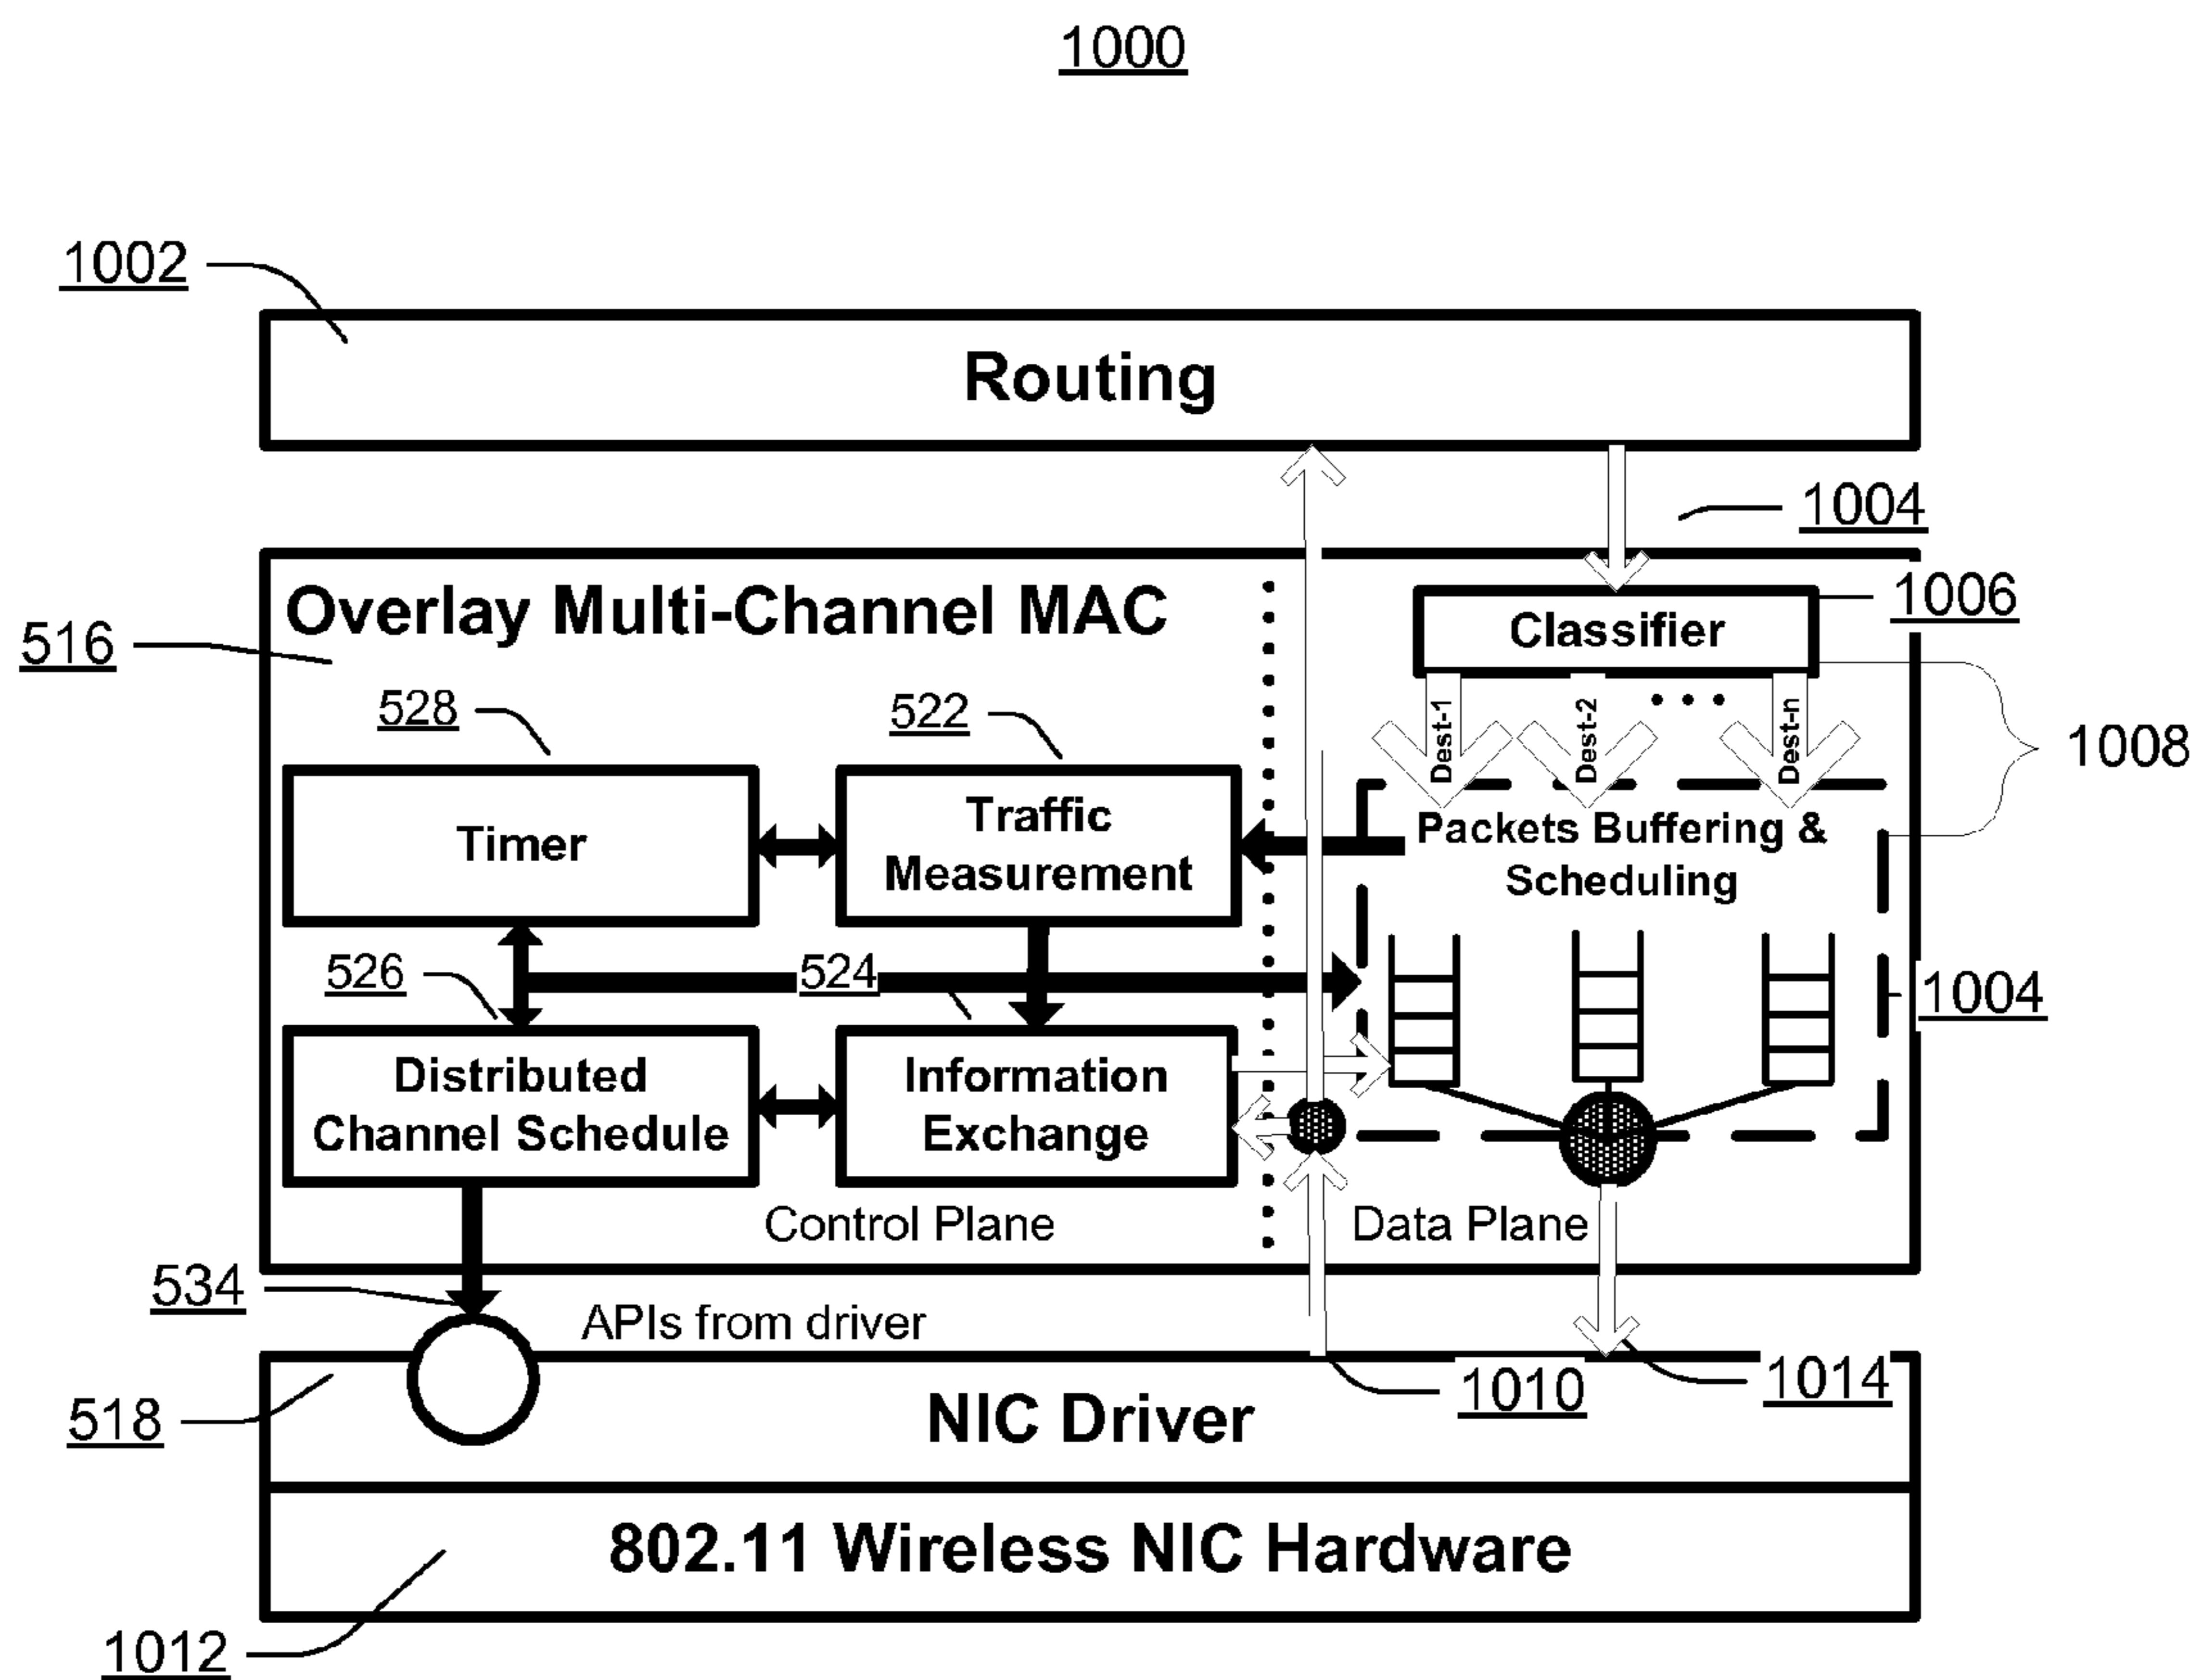 1000
1002
Routing
1004
Overlay Multi-Channel MAC
1006
Classifier
516
528
522
Dest-1
Dest-2
• • •
Dest-n
1008
Timer
Traffic
Measurement
Packets Buffering &
Scheduling
526
524
1004
Distributed
Channel Schedule
Information
Exchange
Control Plane
Data Plane
534
APIs from driver
518
NIC Driver
1010
1014
802.11 Wireless NIC Hardware
1012